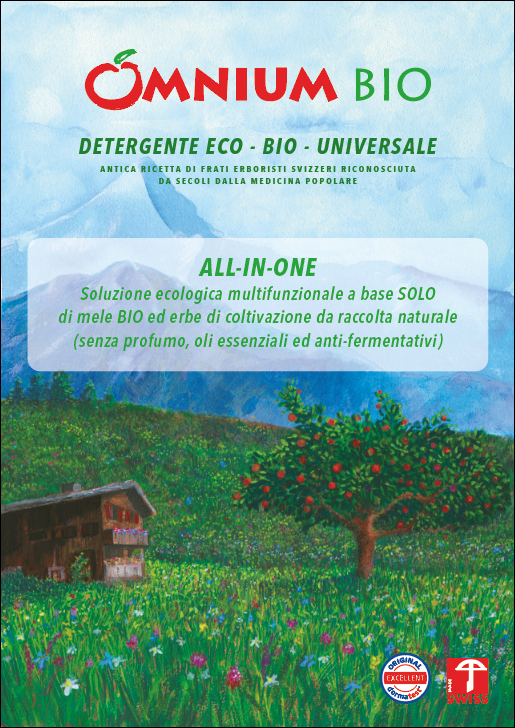 OMNIUM BIO
DETERGENTE ECO - BIO - UNIVERSALE
ANTICA RICETTA DI FRATI ERBORISTI SVIZZERI RICONOSCIUTA
DA SECOLI DALLA MEDICINA POPOLARE
ALL-IN-ONE
Soluzione ecologica multifunzionale a base SOLO
di mele BIO ed erbe di coltivazione da raccolta naturale
(senza profumo, oli essenziali ed anti-fermentativi)
ORIGINAL
EXCELLENT
dermatest
SWISS